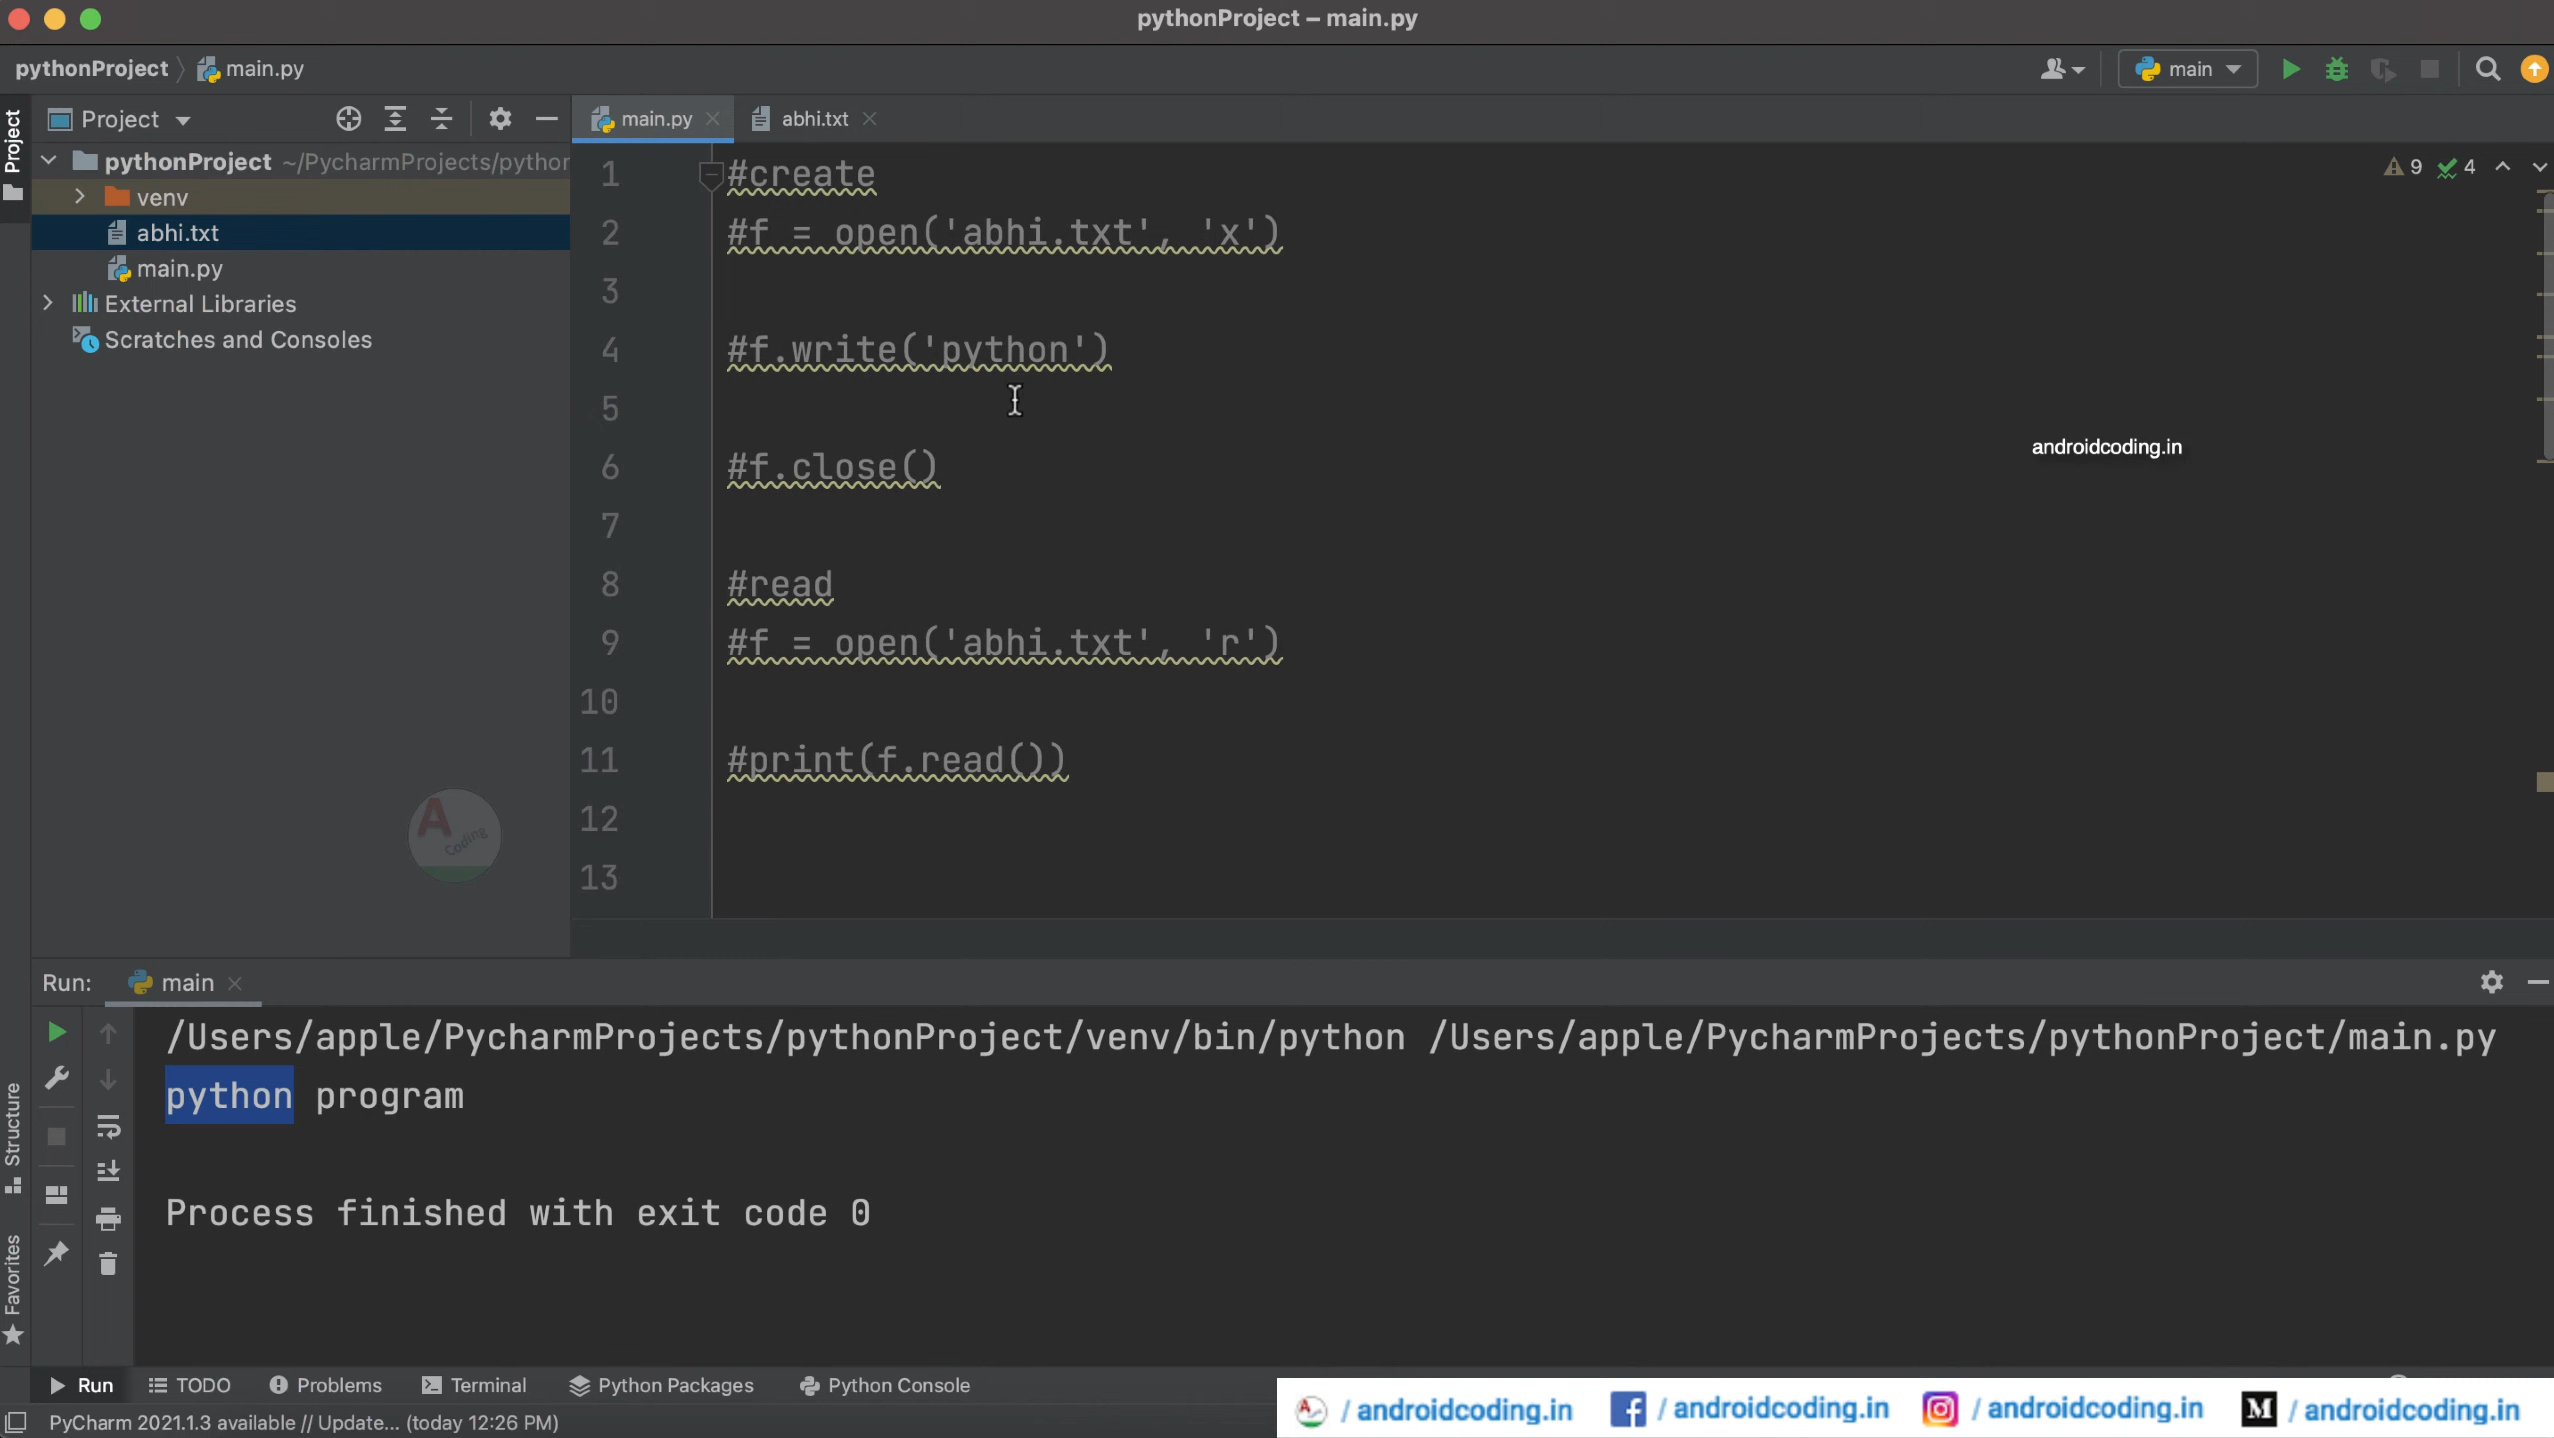 pythonProject – main.py
pythonProject main.py
main
Project
Project
main.py
abhi.txt
pythonProject ~/PycharmProjects/python
venv
abhi.txt
main.py
External Libraries
Scratches and Consoles
9 4
1 #create
2 #f = open('abhi.txt', 'x')
3
4 #f.write('python')
5
6 #f.close()
7
8 #read
9 #f = open('abhi.txt', 'r')
10
11 #print(f.read())
12
13
androidcoding.in
A
Coding
Run: main
/Users/apple/PycharmProjects/pythonProject/venv/bin/python /Users/apple/PycharmProjects/pythonProject/main.py
python program
Process finished with exit code 0
Structure
Favorites
Run TODO Problems Terminal Python Packages Python Console
PyCharm 2021.1.3 available // Update... (today 12:26 PM)
/ androidcoding.in / androidcoding.in / androidcoding.in M / androidcoding.in